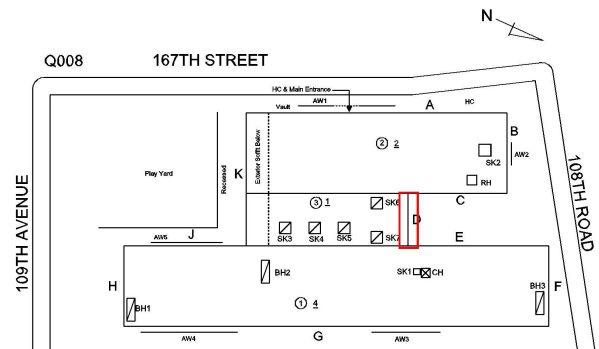 N
Q008
167TH STREET
HC & Main Entrance
Vault
AW1
A
HC
B
2 2
SK2
AW2
Exterior Soffit Below
K
Recessed
Play Yard
RH
C
109TH AVENUE
108TH ROAD
3 1
SK6
D
SK3
SK4
SK5
SK7
E
J
AW5
H
BH2
SK1
CH
BH3
F
BH1
1 4
G
AW4
AW3